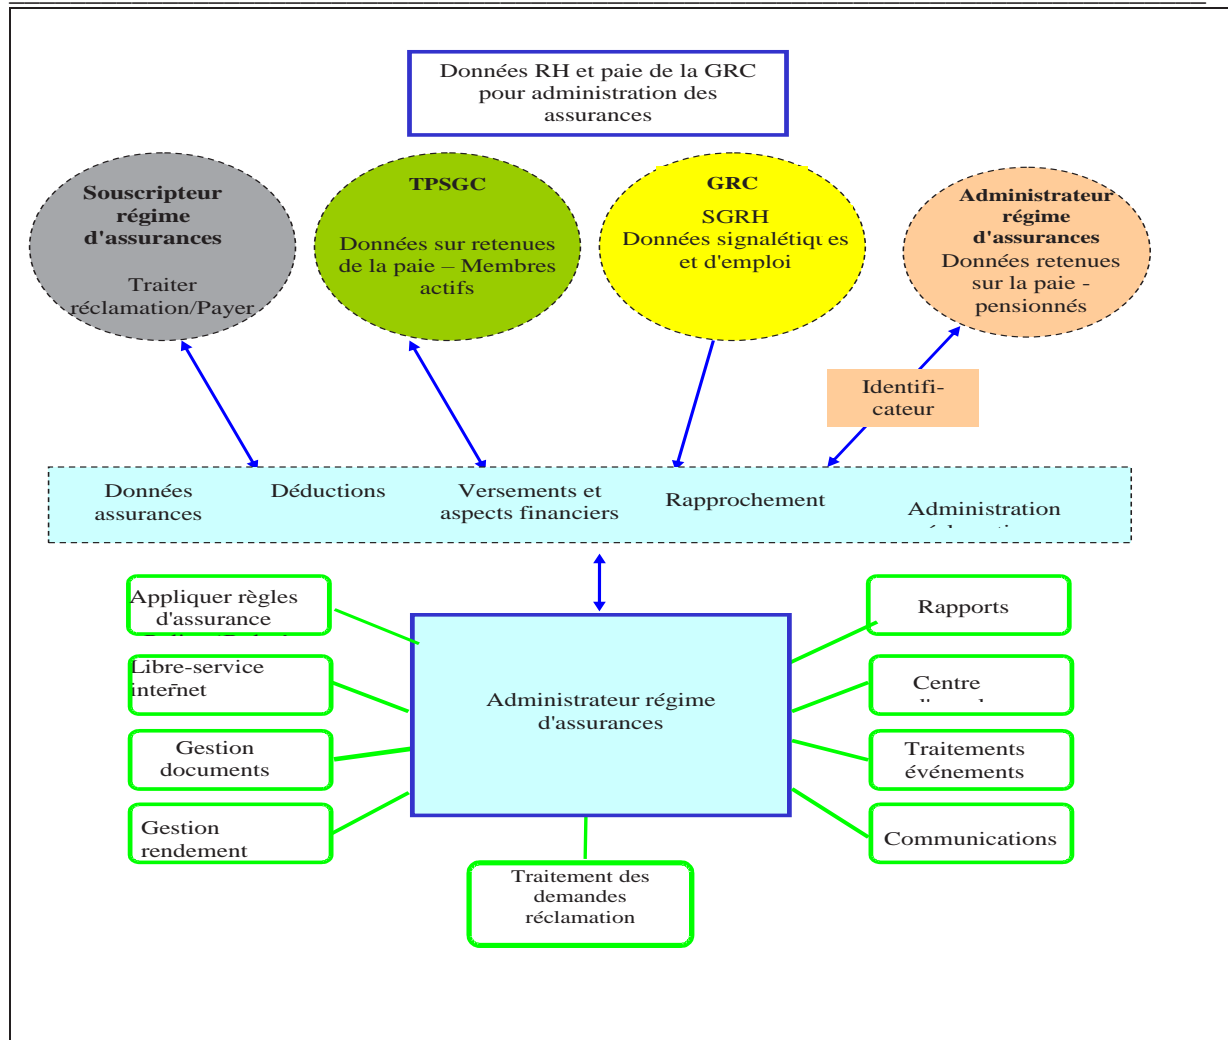 Données RH et paie de la GRC
pour administration des
assurances
Souscripteur
régime
d'assurances
Traiter
réclamation/Payer
TPSGC
Données sur retenues
de la paie – Membres
actifs
GRC
SGRH
Données signalétiques
et d'emploi
Administrateur
régime
d'assurances
Données retenues
sur la paie -
pensionnés
Identifi-
cateur
Données
assurances
Déductions
Versements et
aspects financiers
Rapprochement
Administration
Appliquer règles
d'assurance
Libre-service
internet
Gestion
documents
Gestion
rendement
Administrateur régime
d'assurances
Rapports
Centre
Traitements
événements
Communications
Traitement des
demandes
réclamation